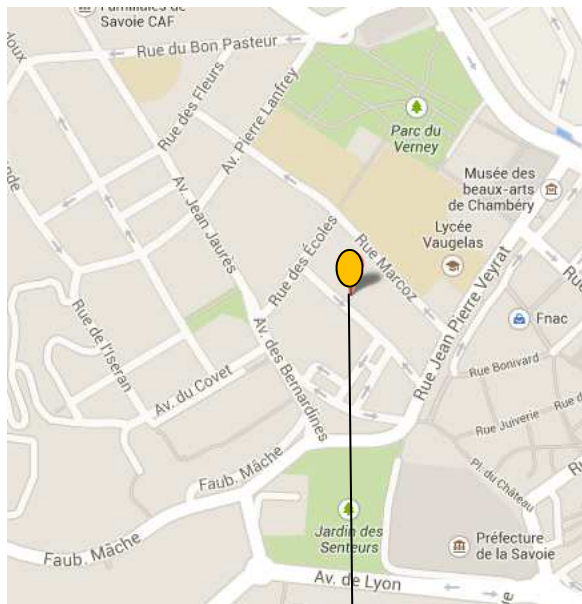 Familiales de
Savoie CAF
Rue du Bon Pasteur
Rue des Fleurs
Av. Pierre Lanfrey
Parc du
Verney
Musée des
beaux-arts
de Chambéry
Lycée
Vaugelas
Av. Jean Jaurès
Rue des Écoles
Rue Marcoz
Rue Jean Pierre Veyrat
Fnac
Rue de l'Iseran
Rue Bonivard
Av. du Covet
Av. des Bernardines
Rue Juiverie
Rue d
Pl. du Château
Faub. Mâche
Jardin des
Senteurs
Préfecture
de la Savoie
Faub. Mâche
Av. de Lyon